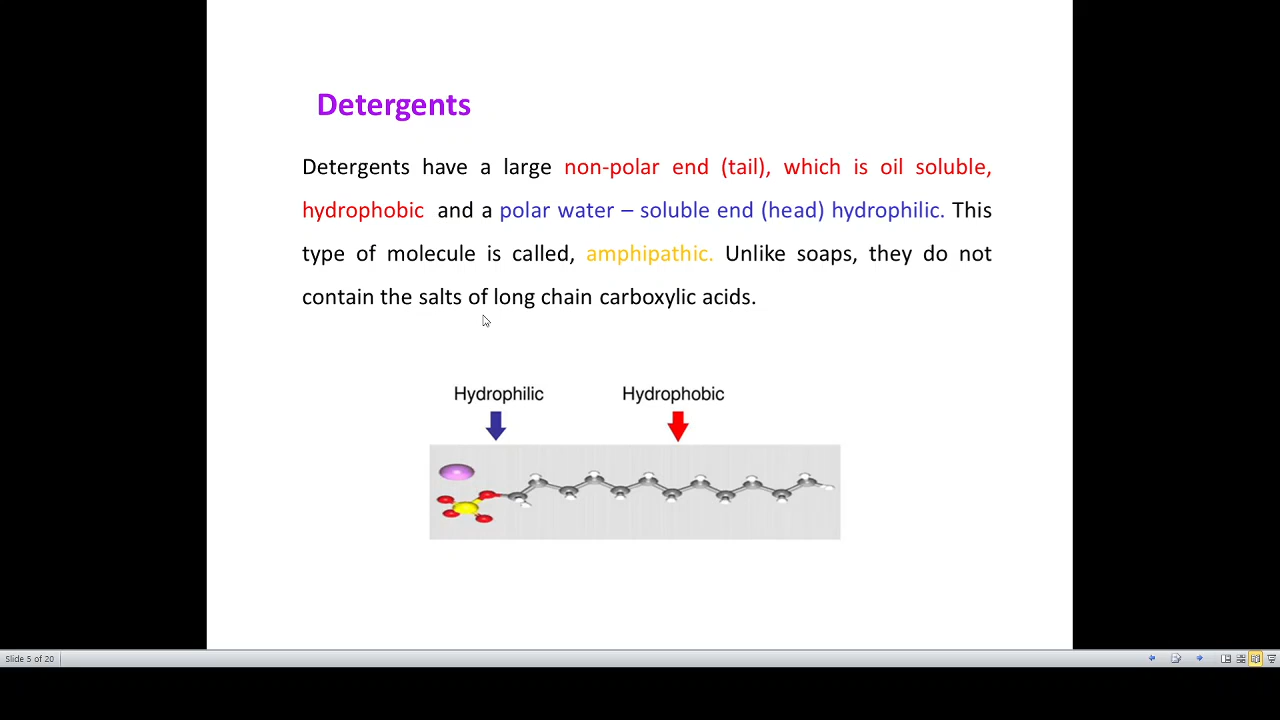 Detergents
Detergents have a large non-polar end (tail), which is oil soluble,
hydrophobic and a polar water – soluble end (head) hydrophilic. This
type of molecule is called, amphipathic. Unlike soaps, they do not
contain the salts of long chain carboxylic acids.
Hydrophilic Hydrophobic
Slide 5 of 20